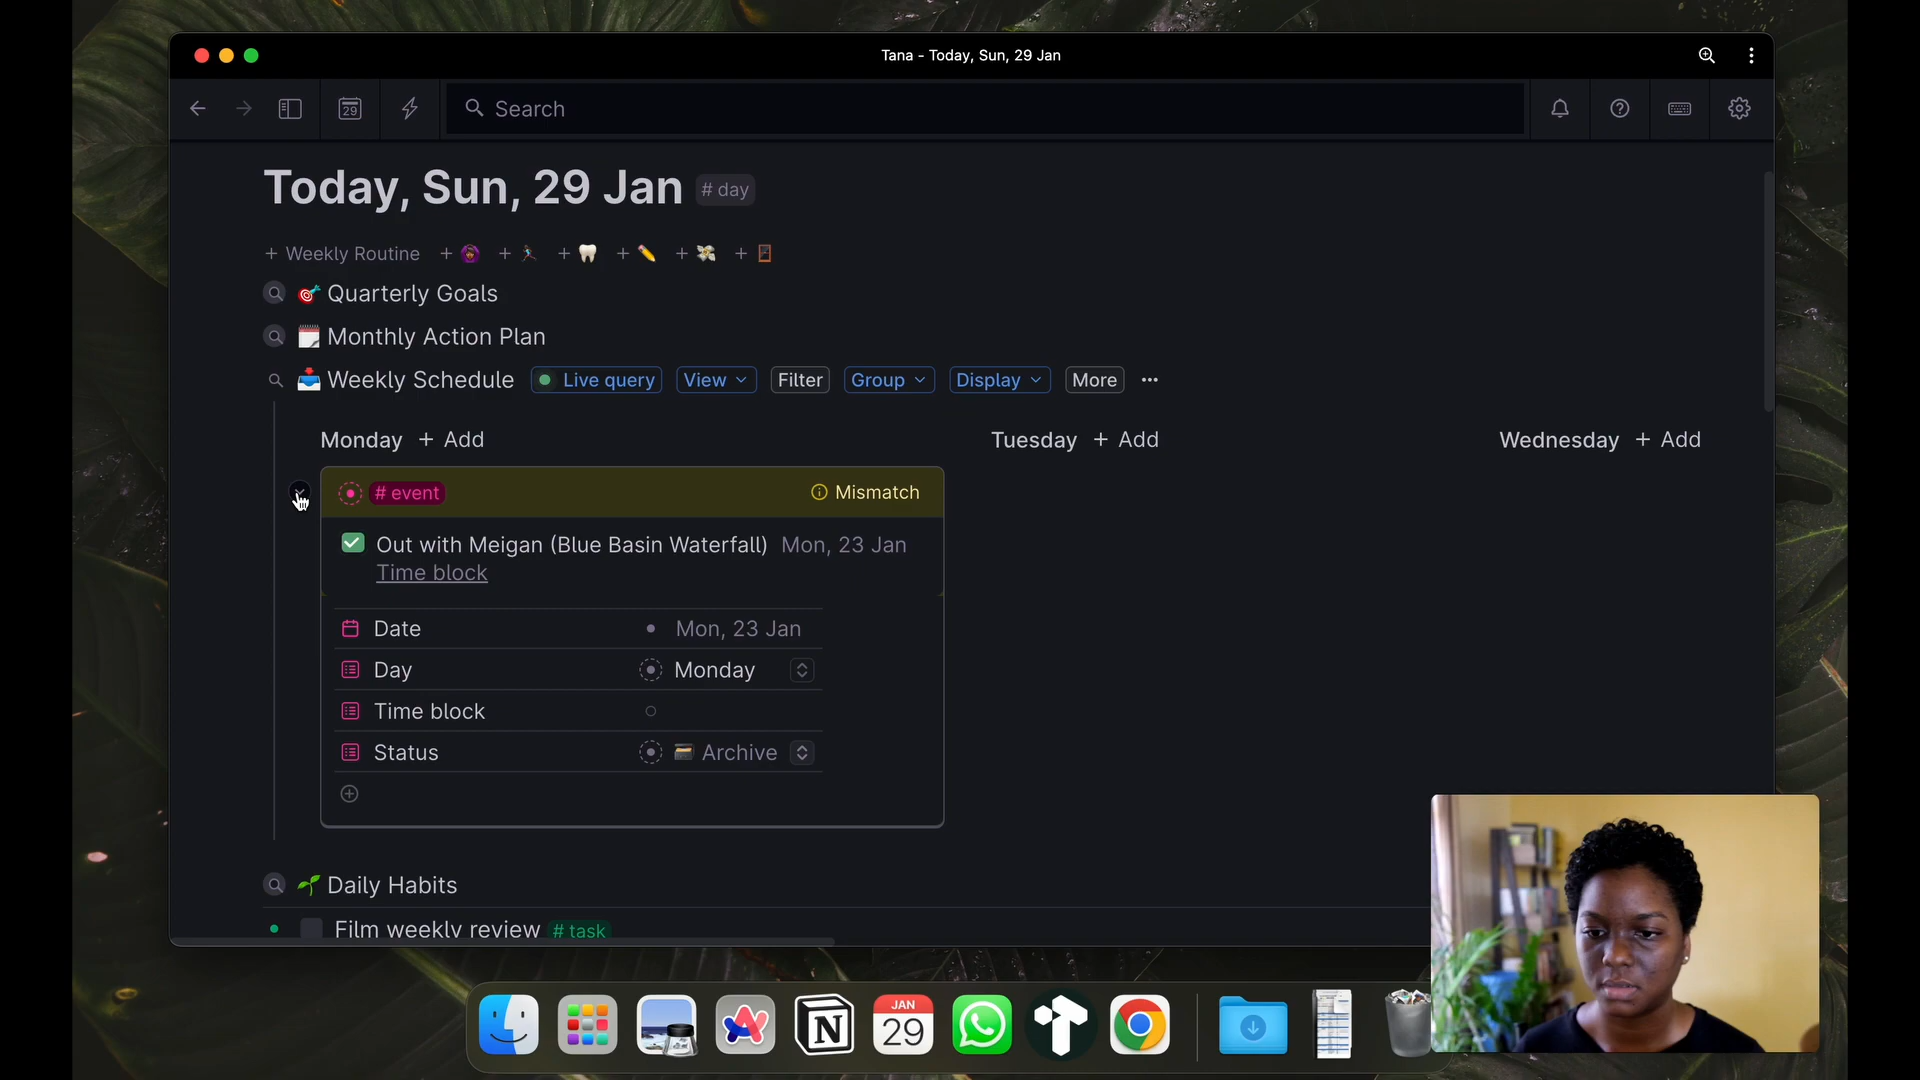 Tana - Today, Sun, 29 Jan
29
Search
Today, Sun, 29 Jan # day
+ Weekly Routine + + + + + +
Quarterly Goals
Monthly Action Plan
Weekly Schedule Live query View Filter Group Display More
Monday + Add Tuesday + Add Wednesday + Add
# event Mismatch
Out with Meigan (Blue Basin Waterfall) Mon, 23 Jan
Time block
Date Mon, 23 Jan
Day Monday
Time block
Status Archive
Daily Habits
Film weekly review # task
JAN
29